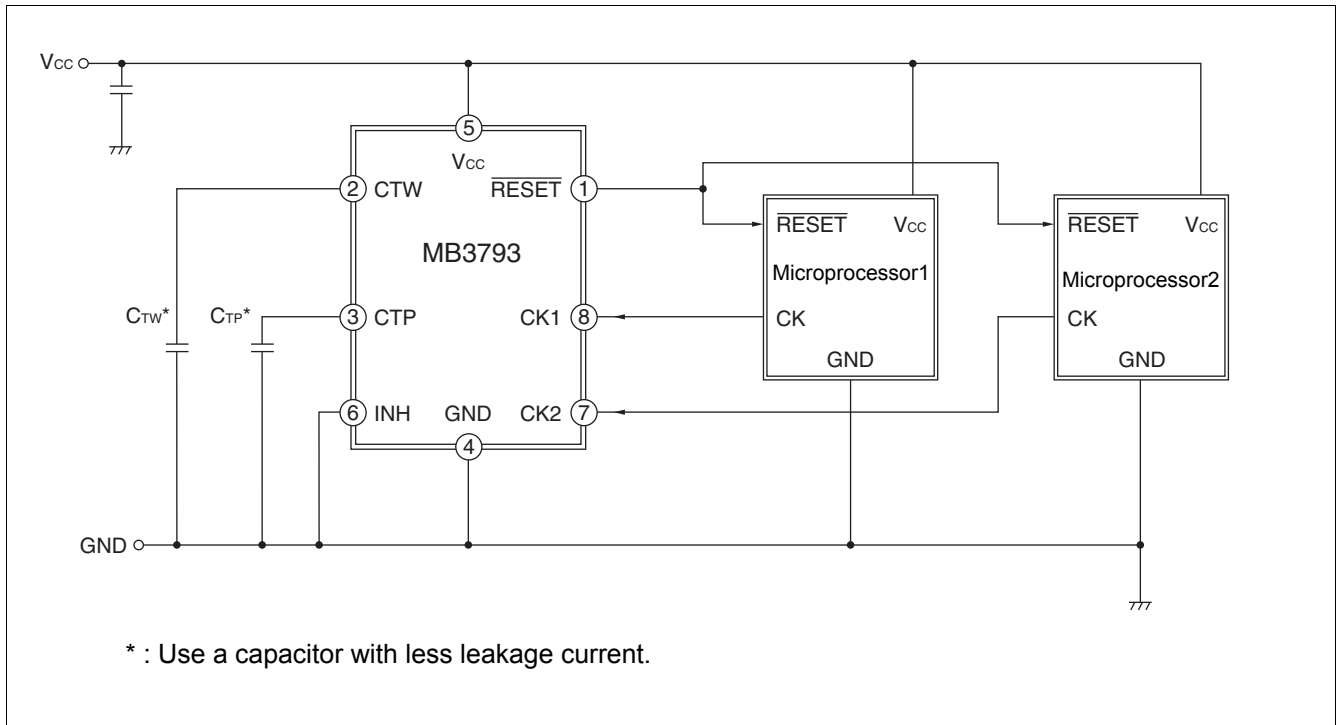 Vcc
5
Vcc
2 CTW
RESET 1
RESET Vcc
RESET Vcc
MB3793
Microprocessor1
Microprocessor2
CTW*
CTP*
3 CTP
CK1 8
CK
CK
GND
GND
6 INH
GND
CK2 7
4
GND
* : Use a capacitor with less leakage current.